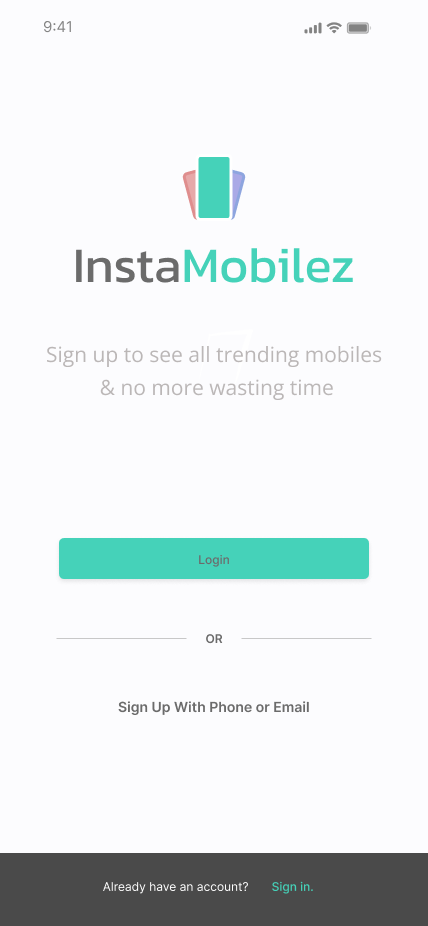 9:41
InstaMobilez
Sign up to see all trending mobiles
& no more wasting time
Login
OR
Sign Up With Phone or Email
Already have an account? Sign in.